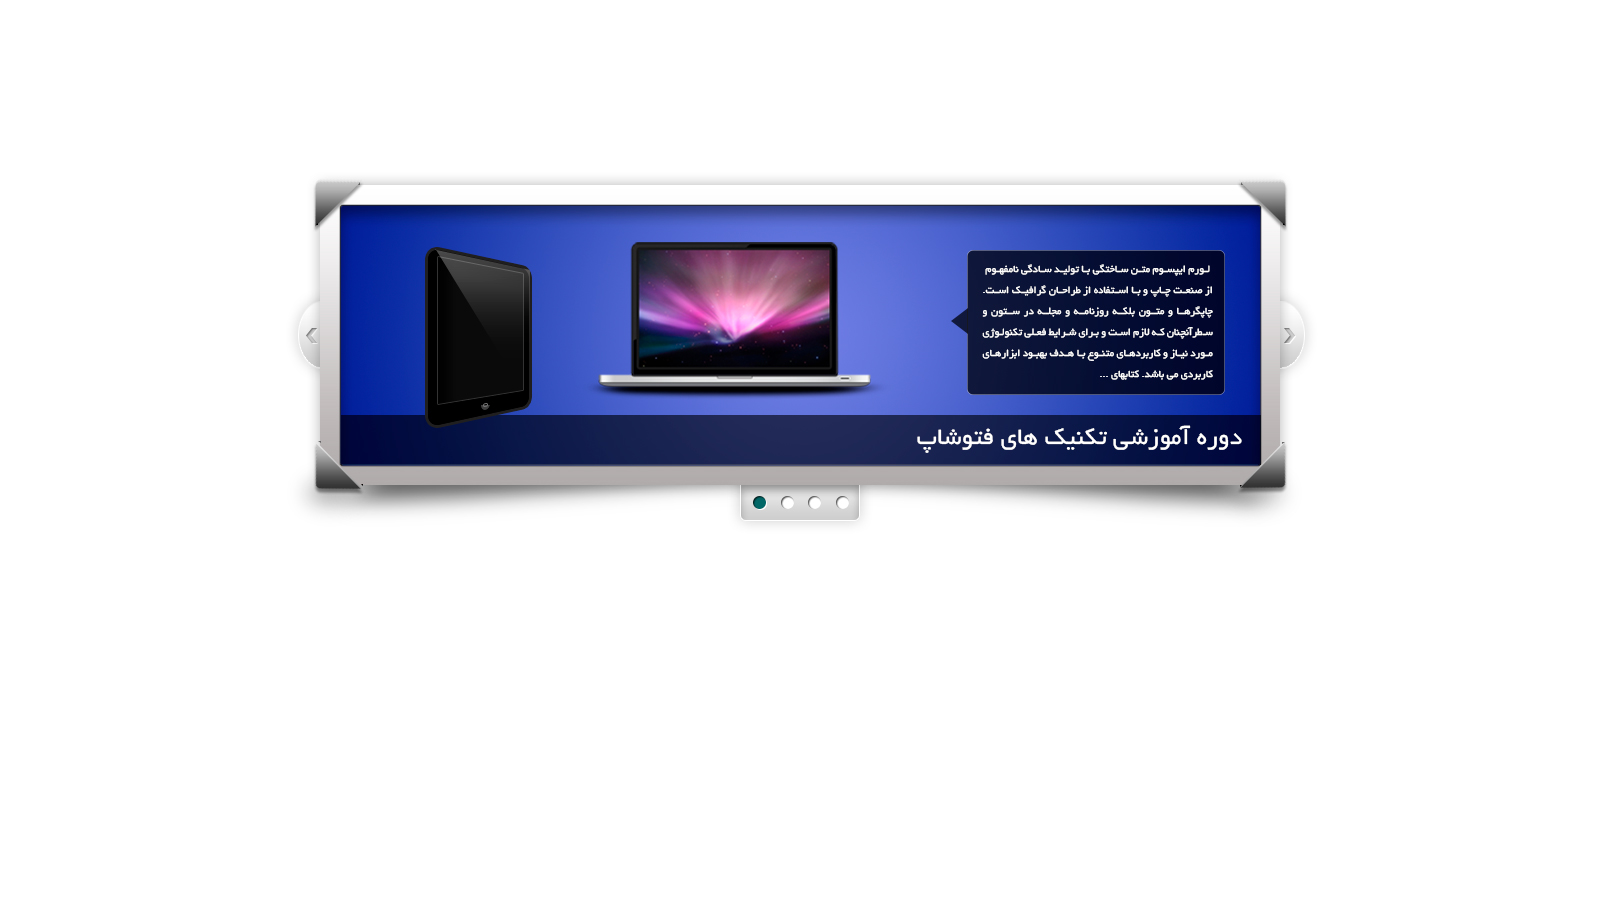 لورم ایپسوم متن ساختگی با تولید سادگی نامفهوم
از صنعت چاپ و با استفاده از طراحان گرافیک است.
چاپگرها و متون بلکه روزنامه و مجله در ستون و
سطرآنچنان که لازم است و برای شرایط فعلی تکنولوژی
مورد نیاز و کاربردهای متنوع با هدف بهبود ابزارهای
کاربردی می باشد. کتابهای ...
دوره آموزشی تکنیک های فتوشاپ